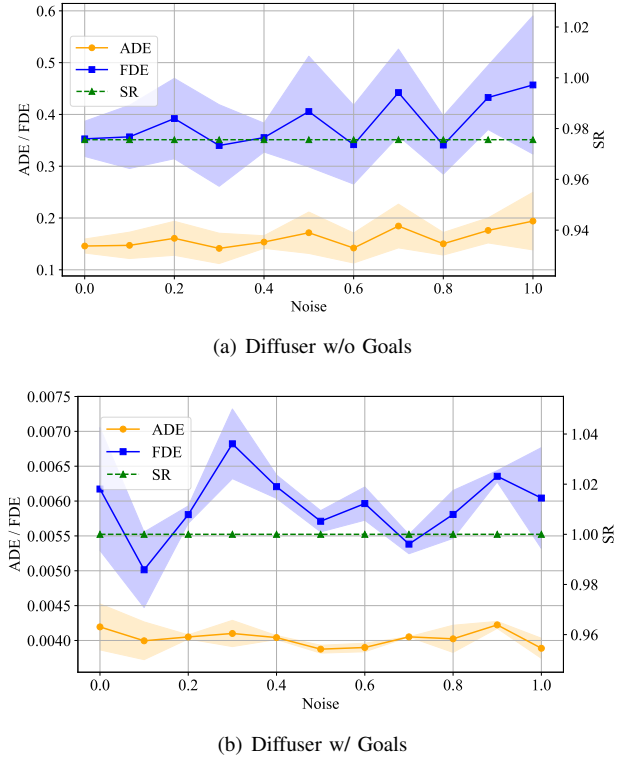 0.6
0.5
0.4
0.3
0.2
0.1
ADE / FDE
ADE
FDE
SR
1.02
1.00
0.98
0.96
0.94
SR
0.0 0.2 0.4 0.6 0.8 1.0
Noise
(a) Diffuser w/o Goals
0.0075
0.0070
0.0065
0.0060
0.0055
0.0050
0.0045
0.0040
ADE / FDE
ADE
FDE
SR
1.04
1.02
1.00
0.98
0.96
SR
0.0 0.2 0.4 0.6 0.8 1.0
Noise
(b) Diffuser w/ Goals